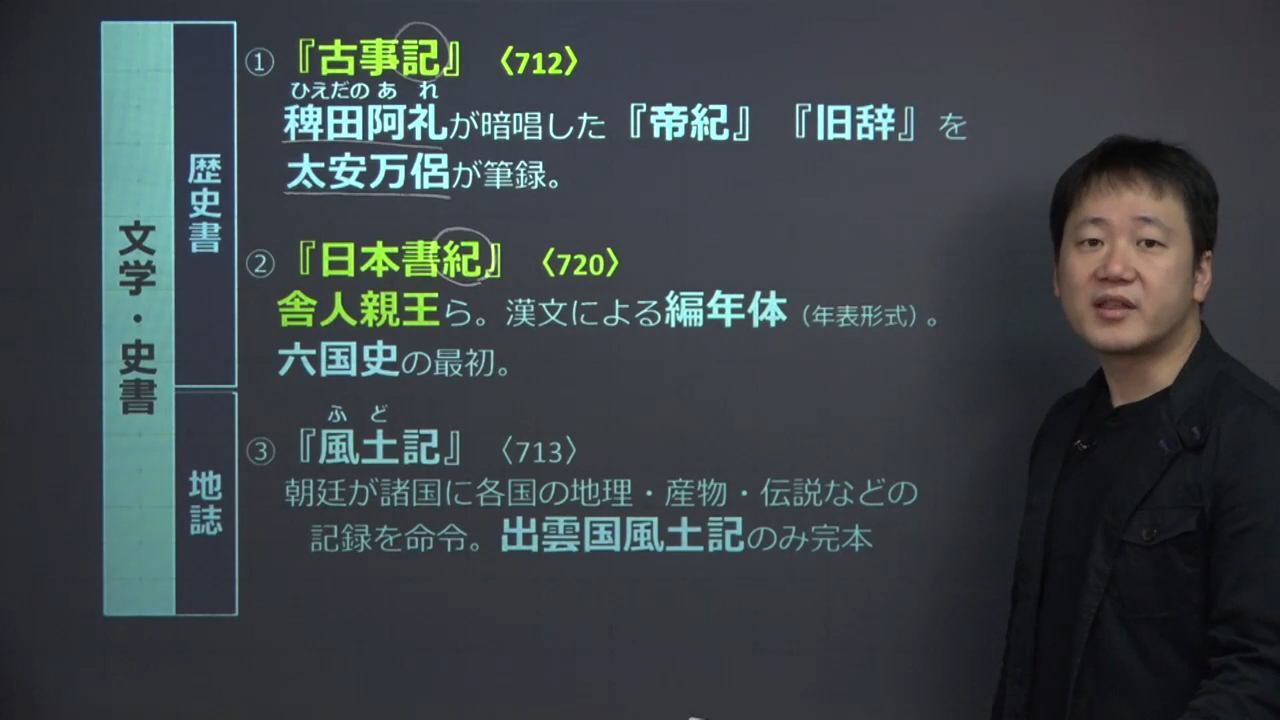 文学・史書
歴史書
① 『古事記』 〈712〉
ひえだの あ れ
稗田阿礼が暗唱した『帝紀』『旧辞』を
太安万侶が筆録。
② 『日本書紀』 〈720〉
舎人親王ら。漢文による編年体（年表形式）。
六国史の最初。
地誌
ふ ど
③ 『風土記』 〈713〉
朝廷が諸国に各国の地理・産物・伝説などの
記録を命令。出雲国風土記のみ完本